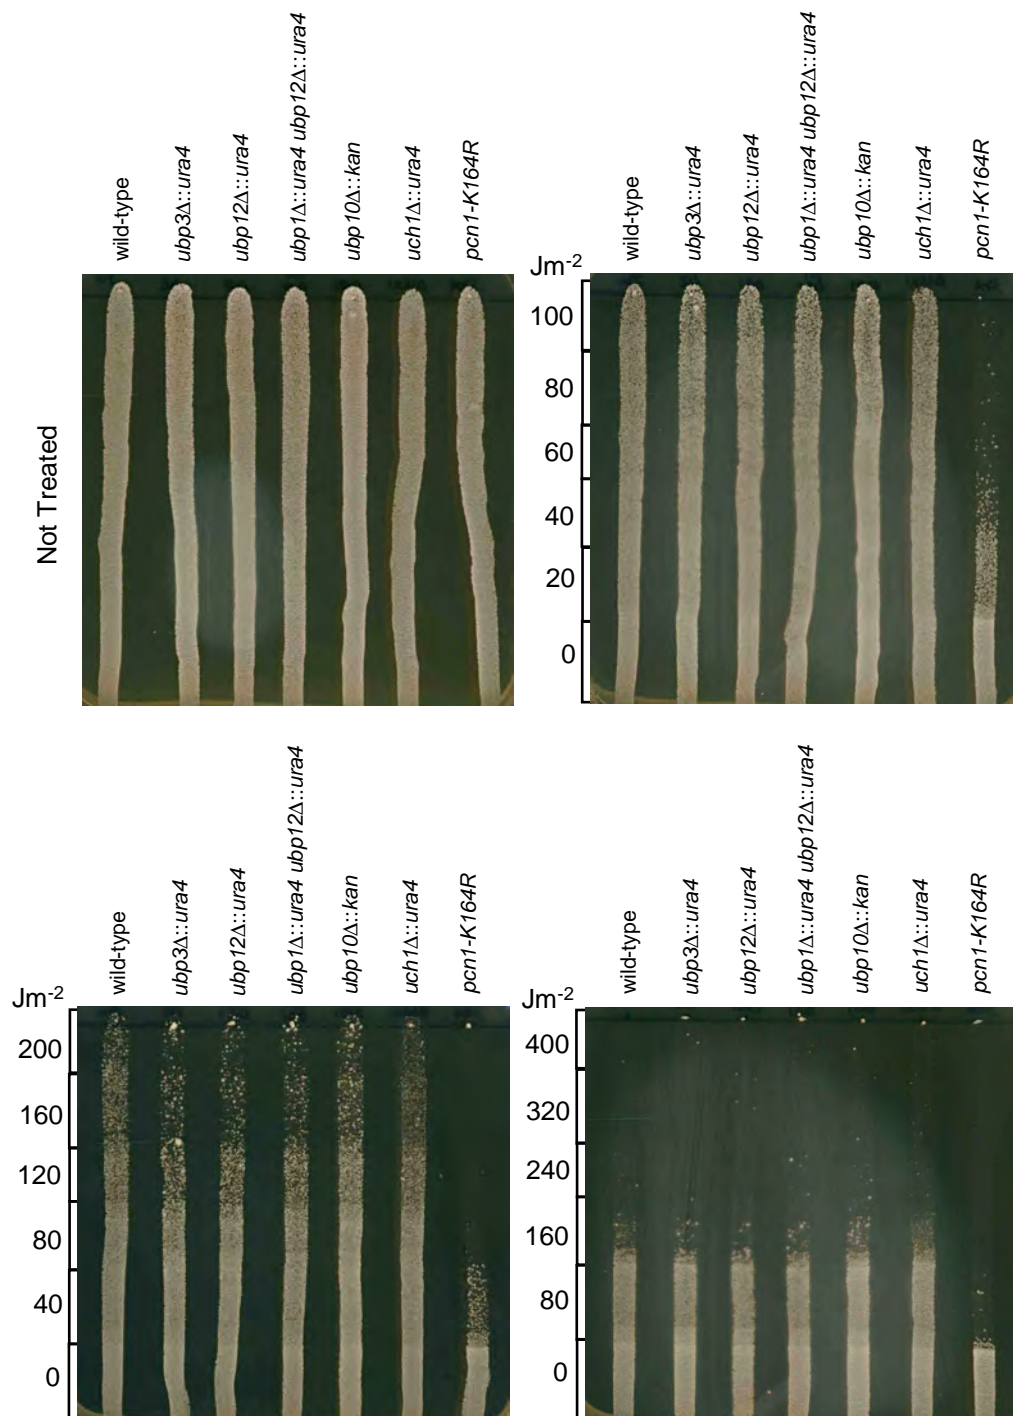 wild-type
ubp3Δ::ura4
ubp12Δ::ura4
ubp1Δ::ura4 ubp12Δ::ura4
ubp10Δ::kan
uch1Δ::ura4
pcn1-K164R
Not Treated
wild-type
ubp3Δ::ura4
ubp12Δ::ura4
ubp1Δ::ura4 ubp12Δ::ura4
ubp10Δ::kan
uch1Δ::ura4
pcn1-K164R
Jm-2
100
80
60
40
20
0
wild-type
ubp3Δ::ura4
ubp12Δ::ura4
ubp1Δ::ura4 ubp12Δ::ura4
ubp10Δ::kan
uch1Δ::ura4
pcn1-K164R
Jm-2
200
160
120
80
40
0
wild-type
ubp3Δ::ura4
ubp12Δ::ura4
ubp1Δ::ura4 ubp12Δ::ura4
ubp10Δ::kan
uch1Δ::ura4
pcn1-K164R
Jm-2
400
320
240
160
80
0